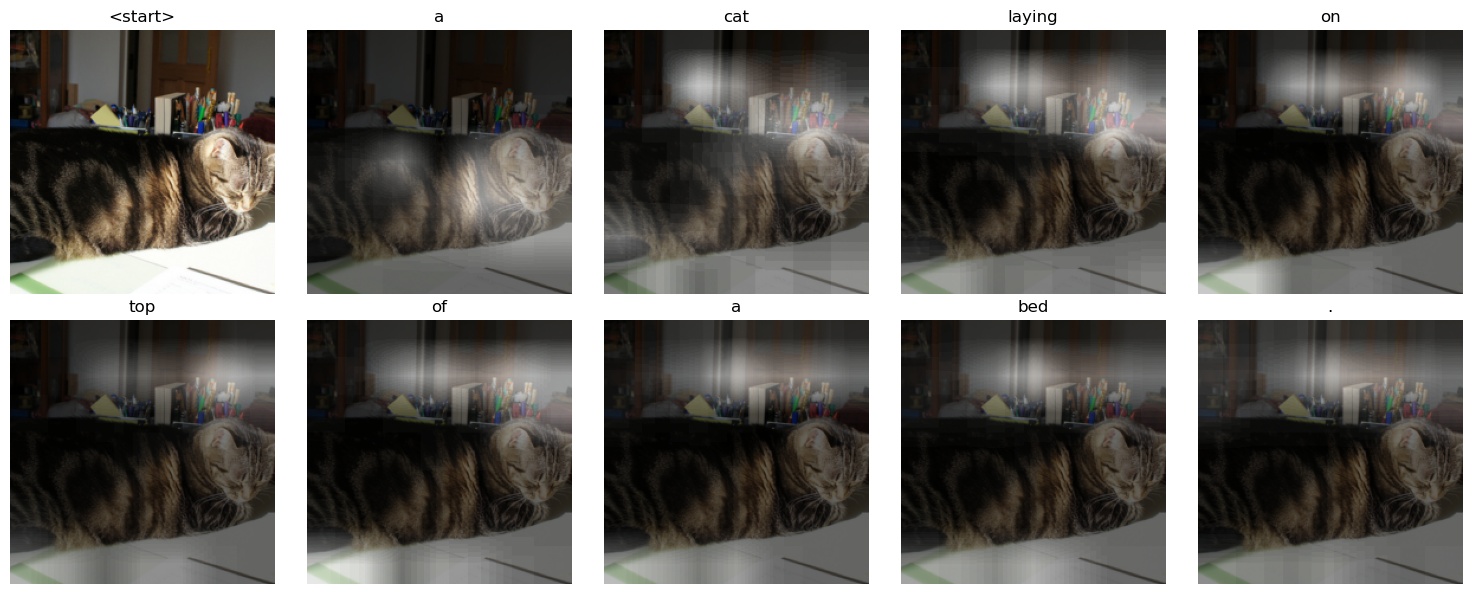 <start> a cat laying on
top of a bed .